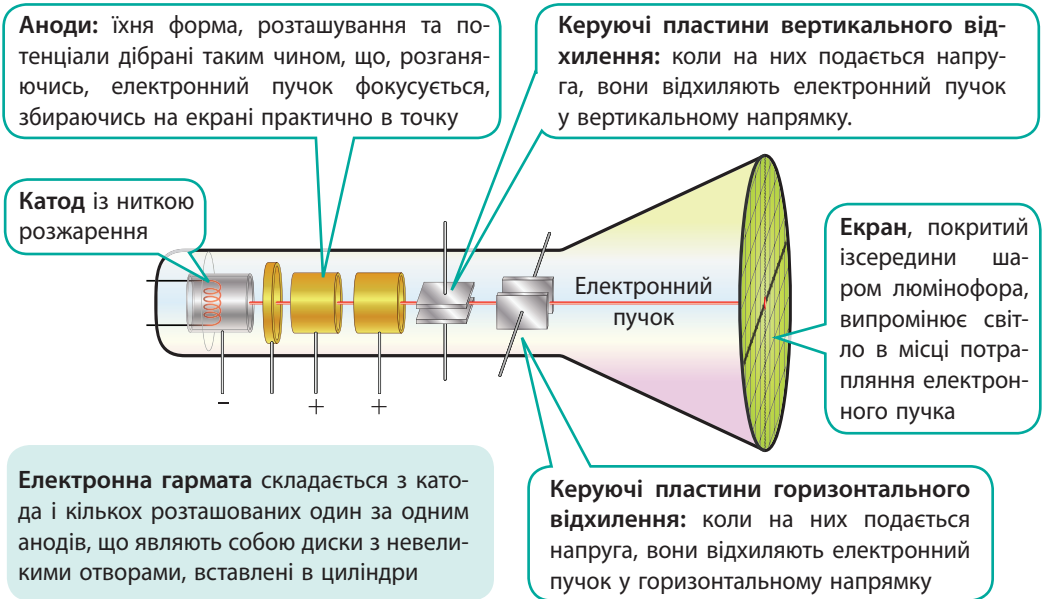 Аноди: їхня форма, розташування та по-
тенціали дібрані таким чином, що, розганя-
ючись, електронний пучок фокусується,
збираючись на екрані практично в точку
Керуючі пластини вертикального від-
хилення: коли на них подається напру-
га, вони відхиляють електронний пучок
у вертикальному напрямку.
Катод із ниткою
розжарення
Екран, покритий
ізсередини ша-
ром люмінофора,
випромінює світ-
ло в місці потра-
пляння електрон-
ного пучка
Електронний
пучок
– + +
Електронна гармата складається з като-
да і кількох розташованих один за одним
анодів, що являють собою диски з невели-
кими отворами, вставлені в циліндри
Керуючі пластини горизонтального
відхилення: коли на них подається
напруга, вони відхиляють електронний
пучок у горизонтальному напрямку